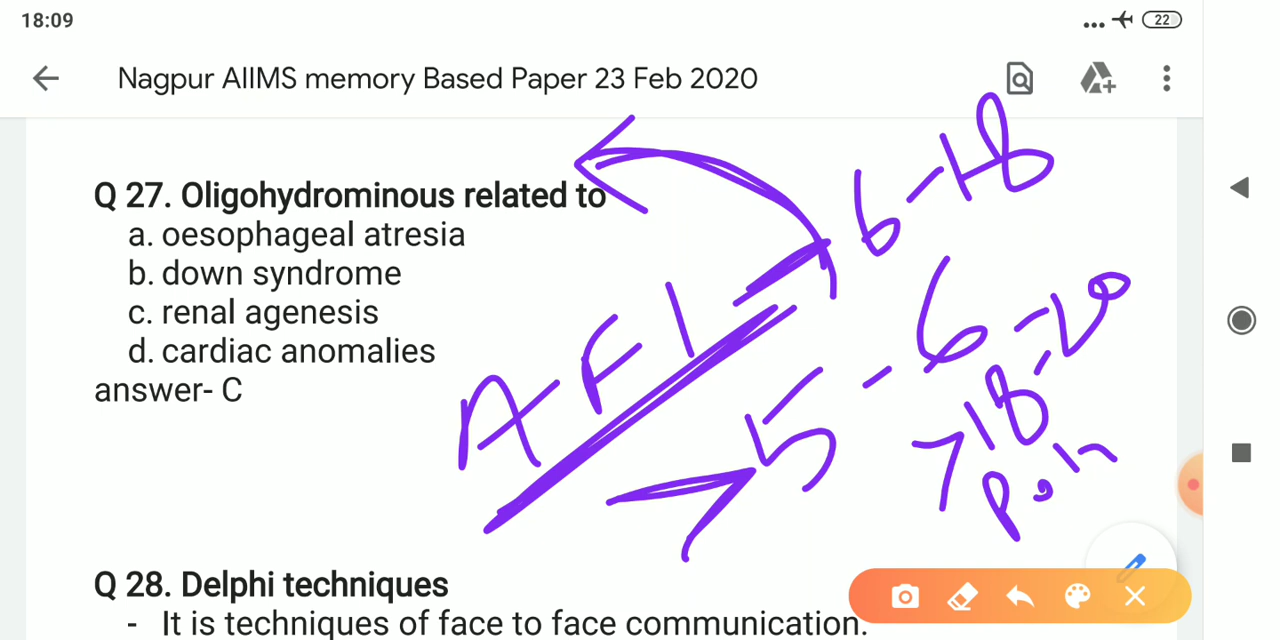 18:09
22
Nagpur AIIMS memory Based Paper 23 Feb 2020
Q 27. Oligohydrominous related to
a. oesophageal atresia
b. down syndrome
c. renal agenesis
d. cardiac anomalies
answer- C
6-18
AFI
5-6-20
718
Q 28. Delphi techniques
- It is techniques of face to face communication.